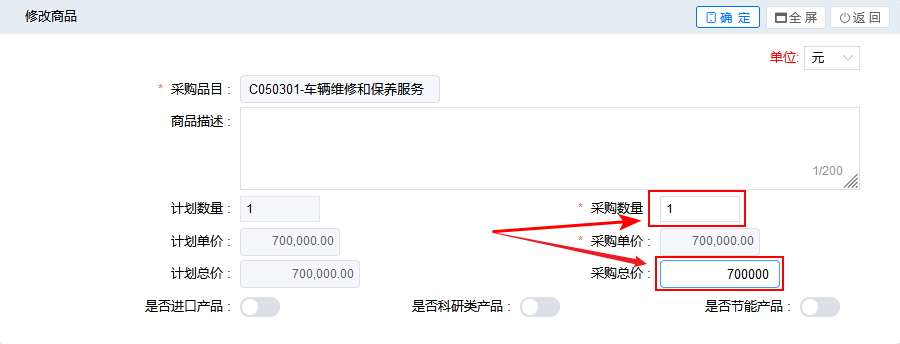 修改商品 确 定 全 屏 返 回
单位: 元
* 采购品目 : C050301-车辆维修和保养服务
商品描述 :
1/200
计划数量 : 1 * 采购数量 1
计划单价 : 700,000.00 * 采购单价 : 700,000.00
计划总价 : 700,000.00 采购总价 : 700000
是否进口产品 : 是否科研类产品 : 是否节能产品 :